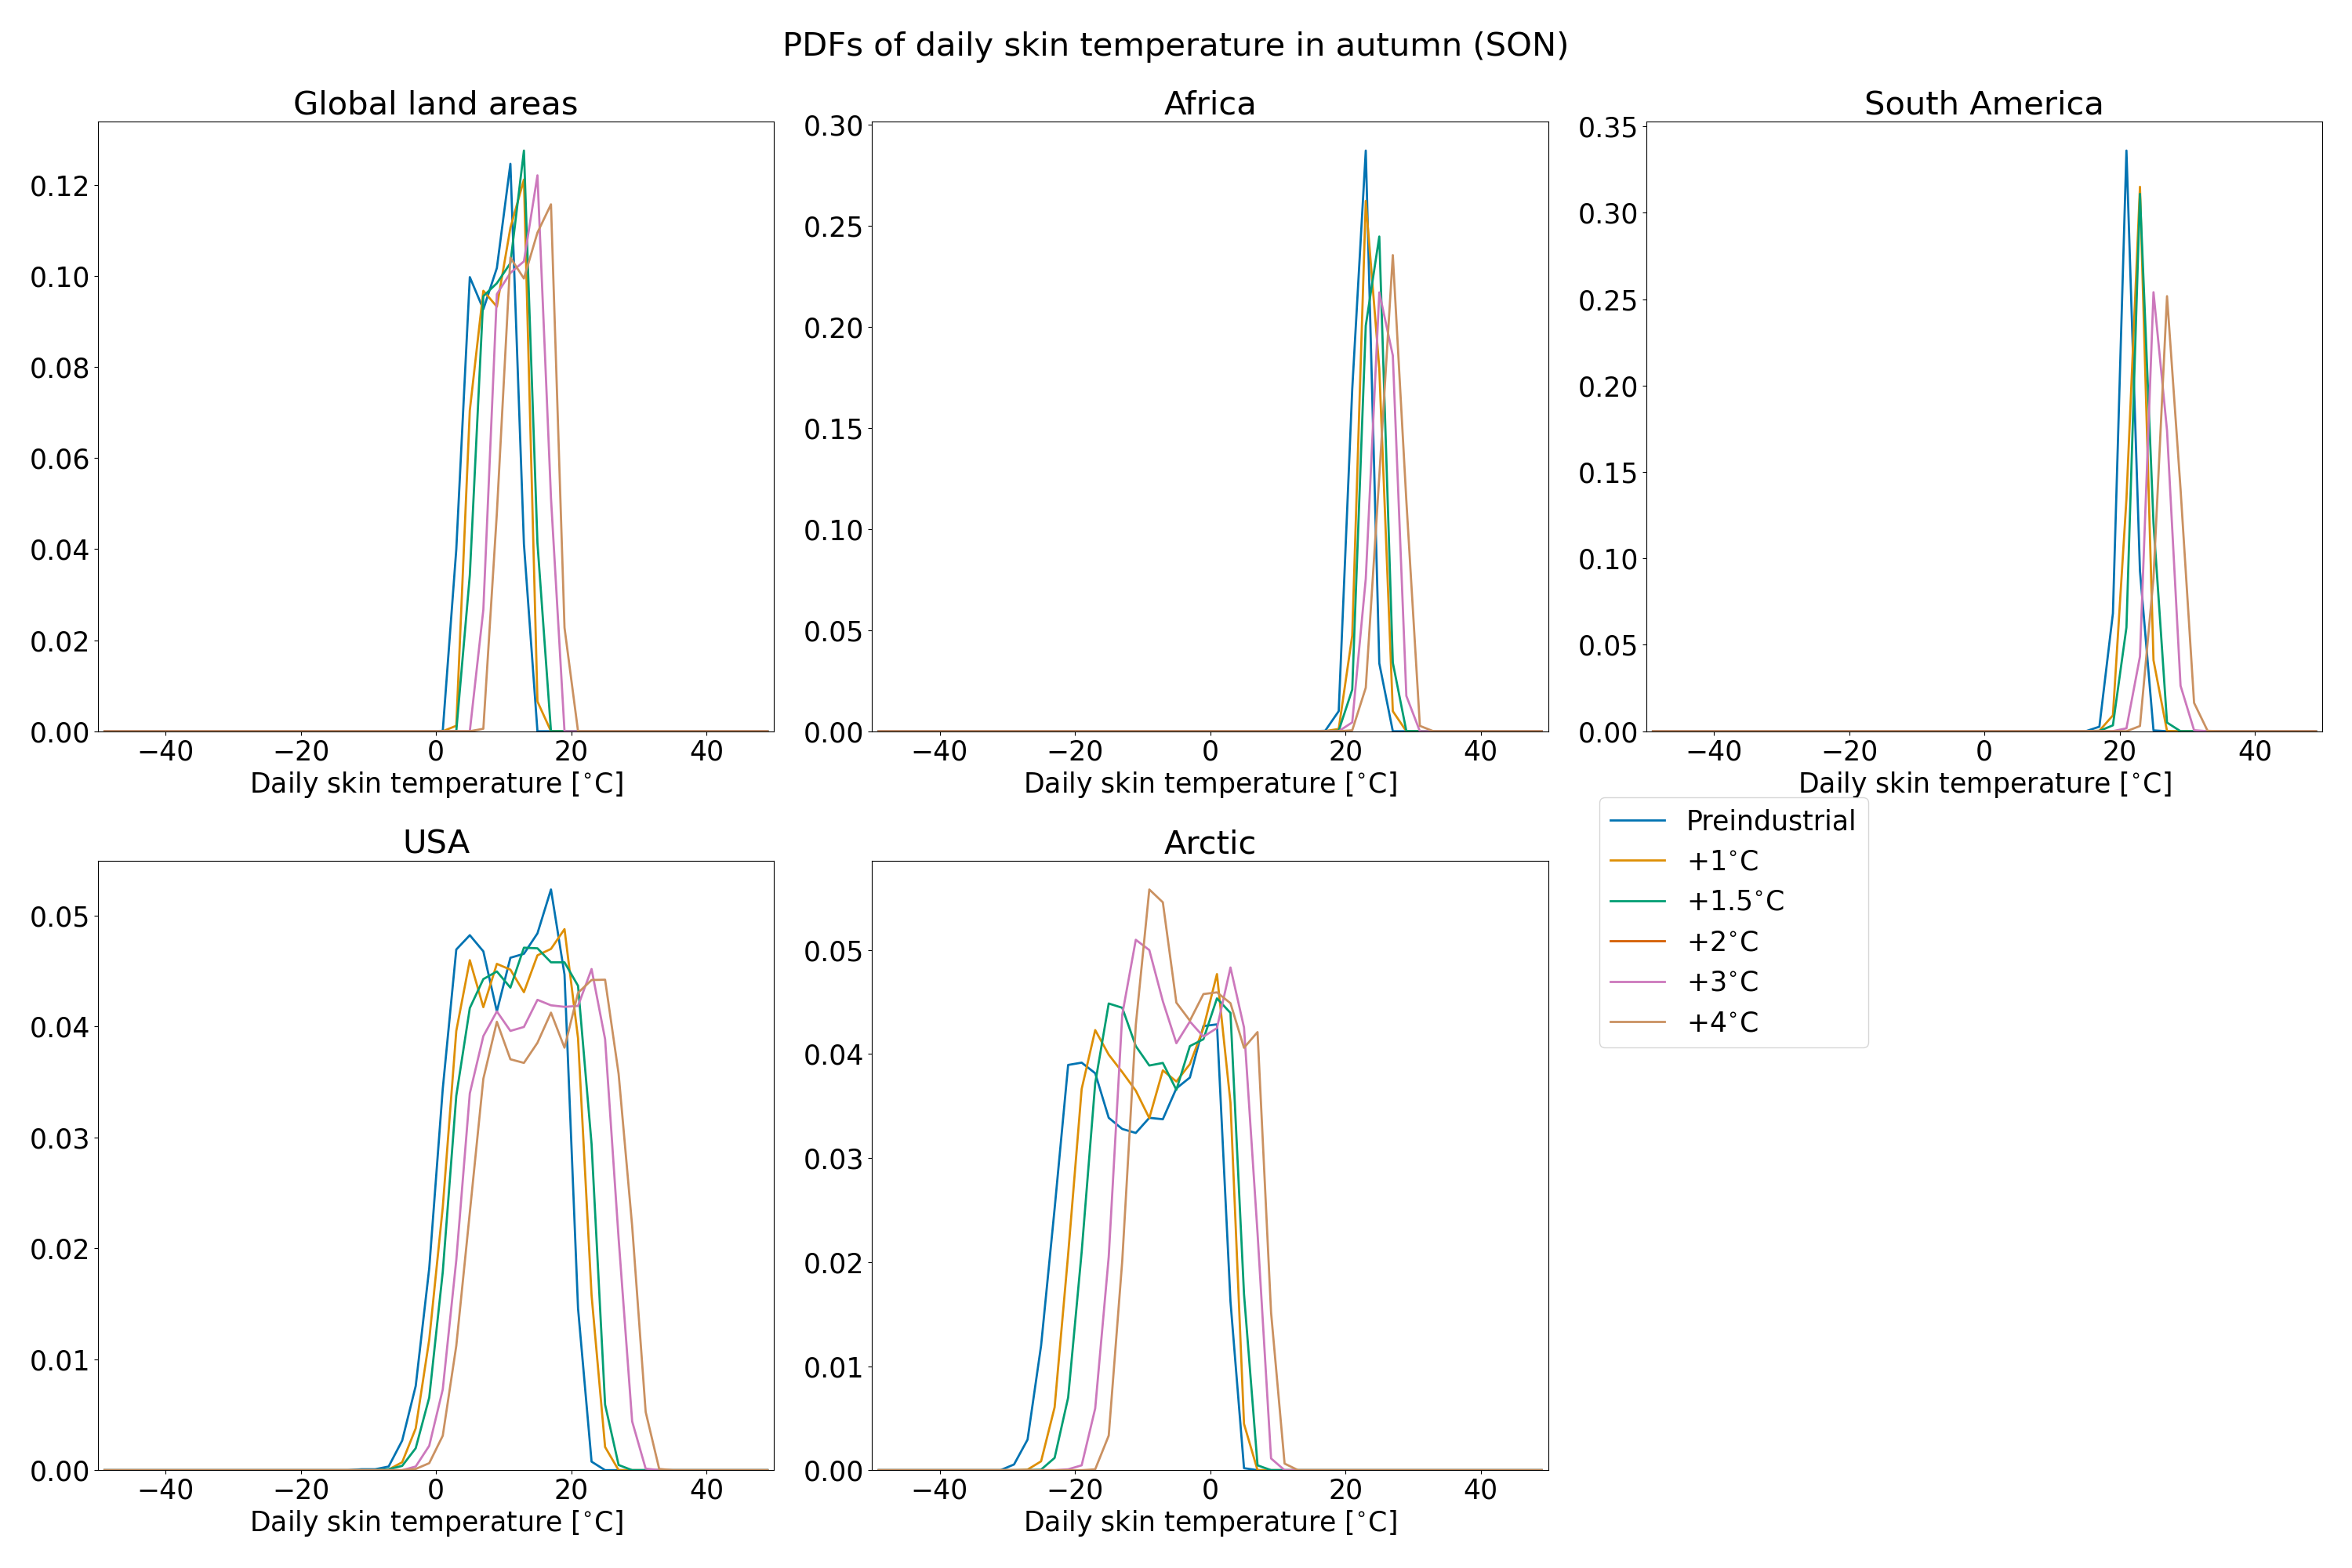 PDFs of daily skin temperature in autumn (SON)
Global land areas
0.12
0.10
0.08
0.06
0.04
0.02
0.00
−40 −20 0 20 40
Daily skin temperature [°C]
Africa
0.30
0.25
0.20
0.15
0.10
0.05
0.00
−40 −20 0 20 40
Daily skin temperature [°C]
South America
0.35
0.30
0.25
0.20
0.15
0.10
0.05
0.00
−40 −20 0 20 40
Daily skin temperature [°C]
USA
0.05
0.04
0.03
0.02
0.01
0.00
−40 −20 0 20 40
Daily skin temperature [°C]
Arctic
0.05
0.04
0.03
0.02
0.01
0.00
−40 −20 0 20 40
Daily skin temperature [°C]
Preindustrial
+1°C
+1.5°C
+2°C
+3°C
+4°C